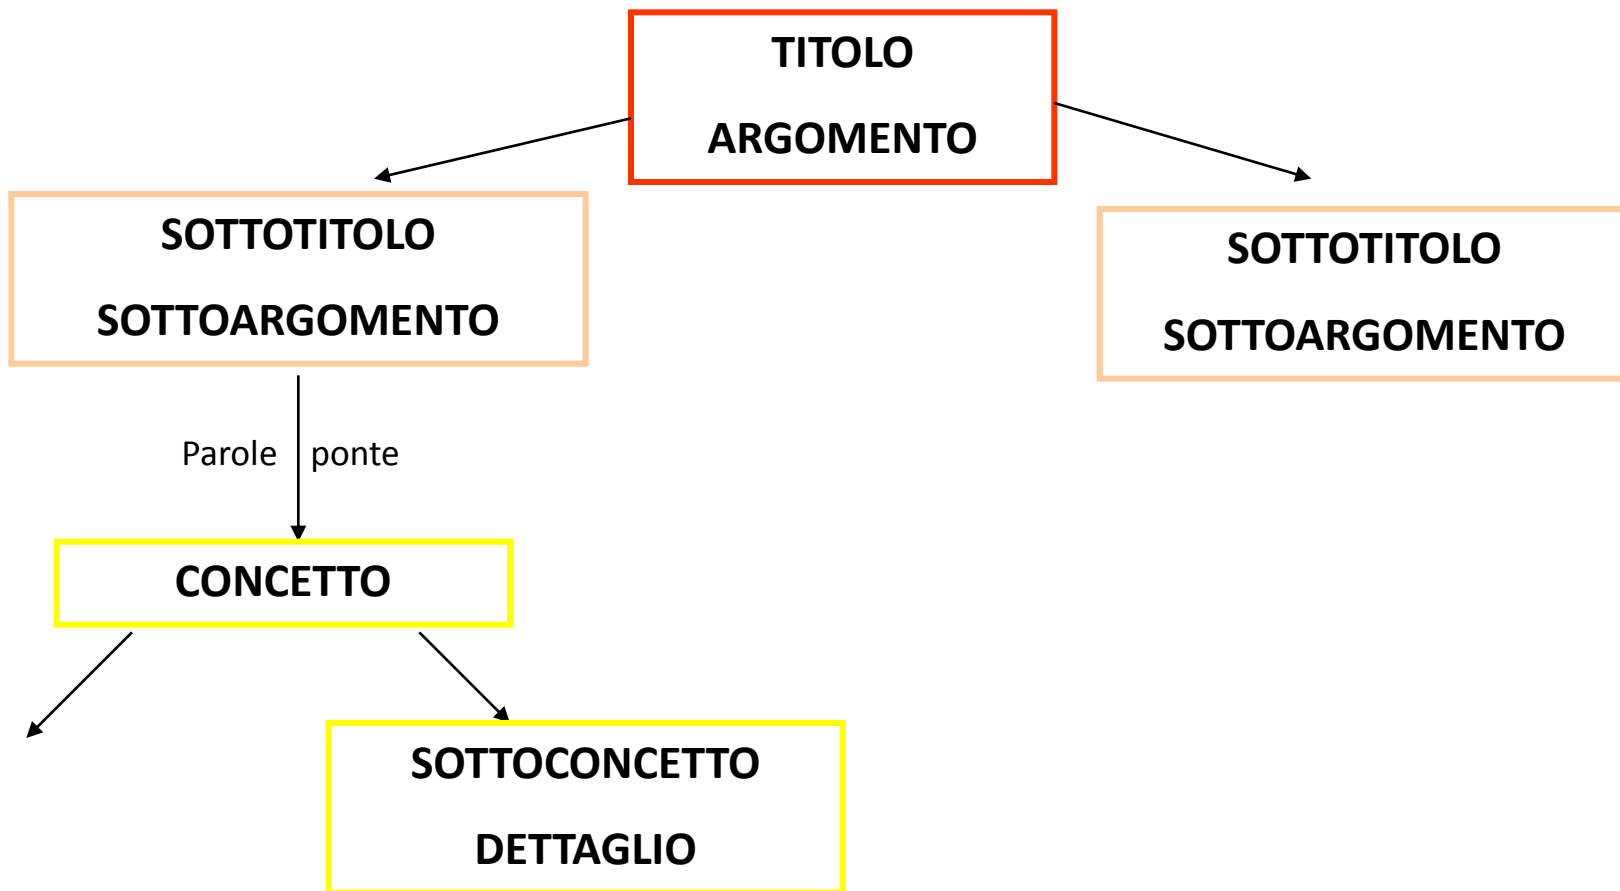 TITOLO
ARGOMENTO
SOTTOTITOLO
SOTTOARGOMENTO
SOTTOTITOLO
SOTTOARGOMENTO
Parole ponte
CONCETTO
SOTTOCONCETTO
DETTAGLIO